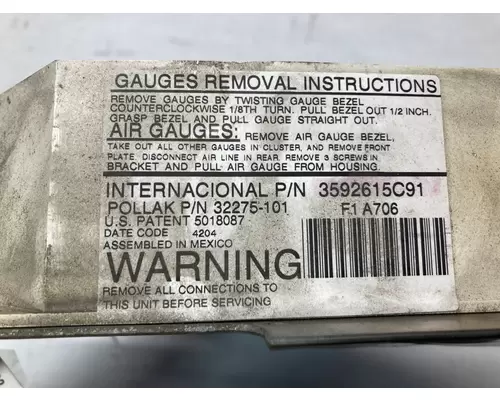 GAUGES REMOVAL INSTRUCTIONS
REMOVE GAUGES BY TWISTING GAUGE BEZEL
COUNTERCLOCKWISE 1/8TH TURN. PULL BEZEL OUT 1/2 INCH.
GRASP BEZEL AND PULL GAUGE STRAIGHT OUT.
AIR GAUGES: REMOVE AIR GAUGE BEZEL,
TAKE OUT ALL OTHER GAUGES IN CLUSTER, AND REMOVE FRONT
PLATE. DISCONNECT AIR LINE IN REAR. REMOVE 3 SCREWS IN
BRACKET AND PULL AIR GAUGE FROM HOUSING.
INTERNACIONAL P/N 3592615C91
POLLAK P/N 32275-101 F1 A706
U.S. PATENT 5018087
DATE CODE 4204
ASSEMBLED IN MEXICO
WARNING
REMOVE ALL CONNECTIONS TO
THIS UNIT BEFORE SERVICING